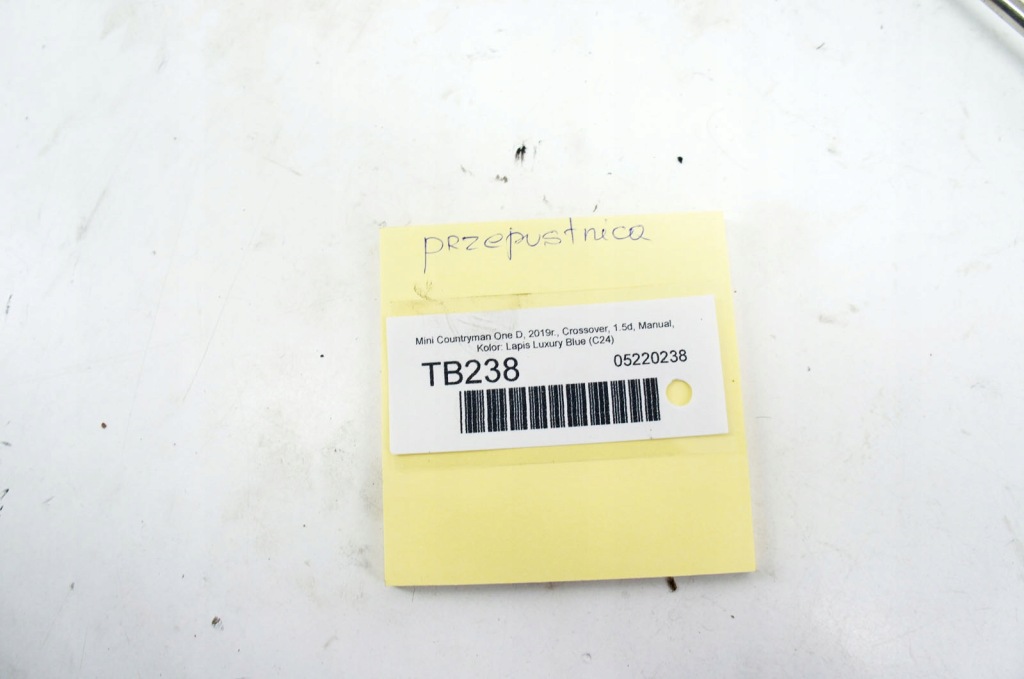 przepustnica
Mini Countryman One D, 2019r., Crossover, 1.5d, Manual,
Kolor: Lapis Luxury Blue (C24)
TB238 05220238